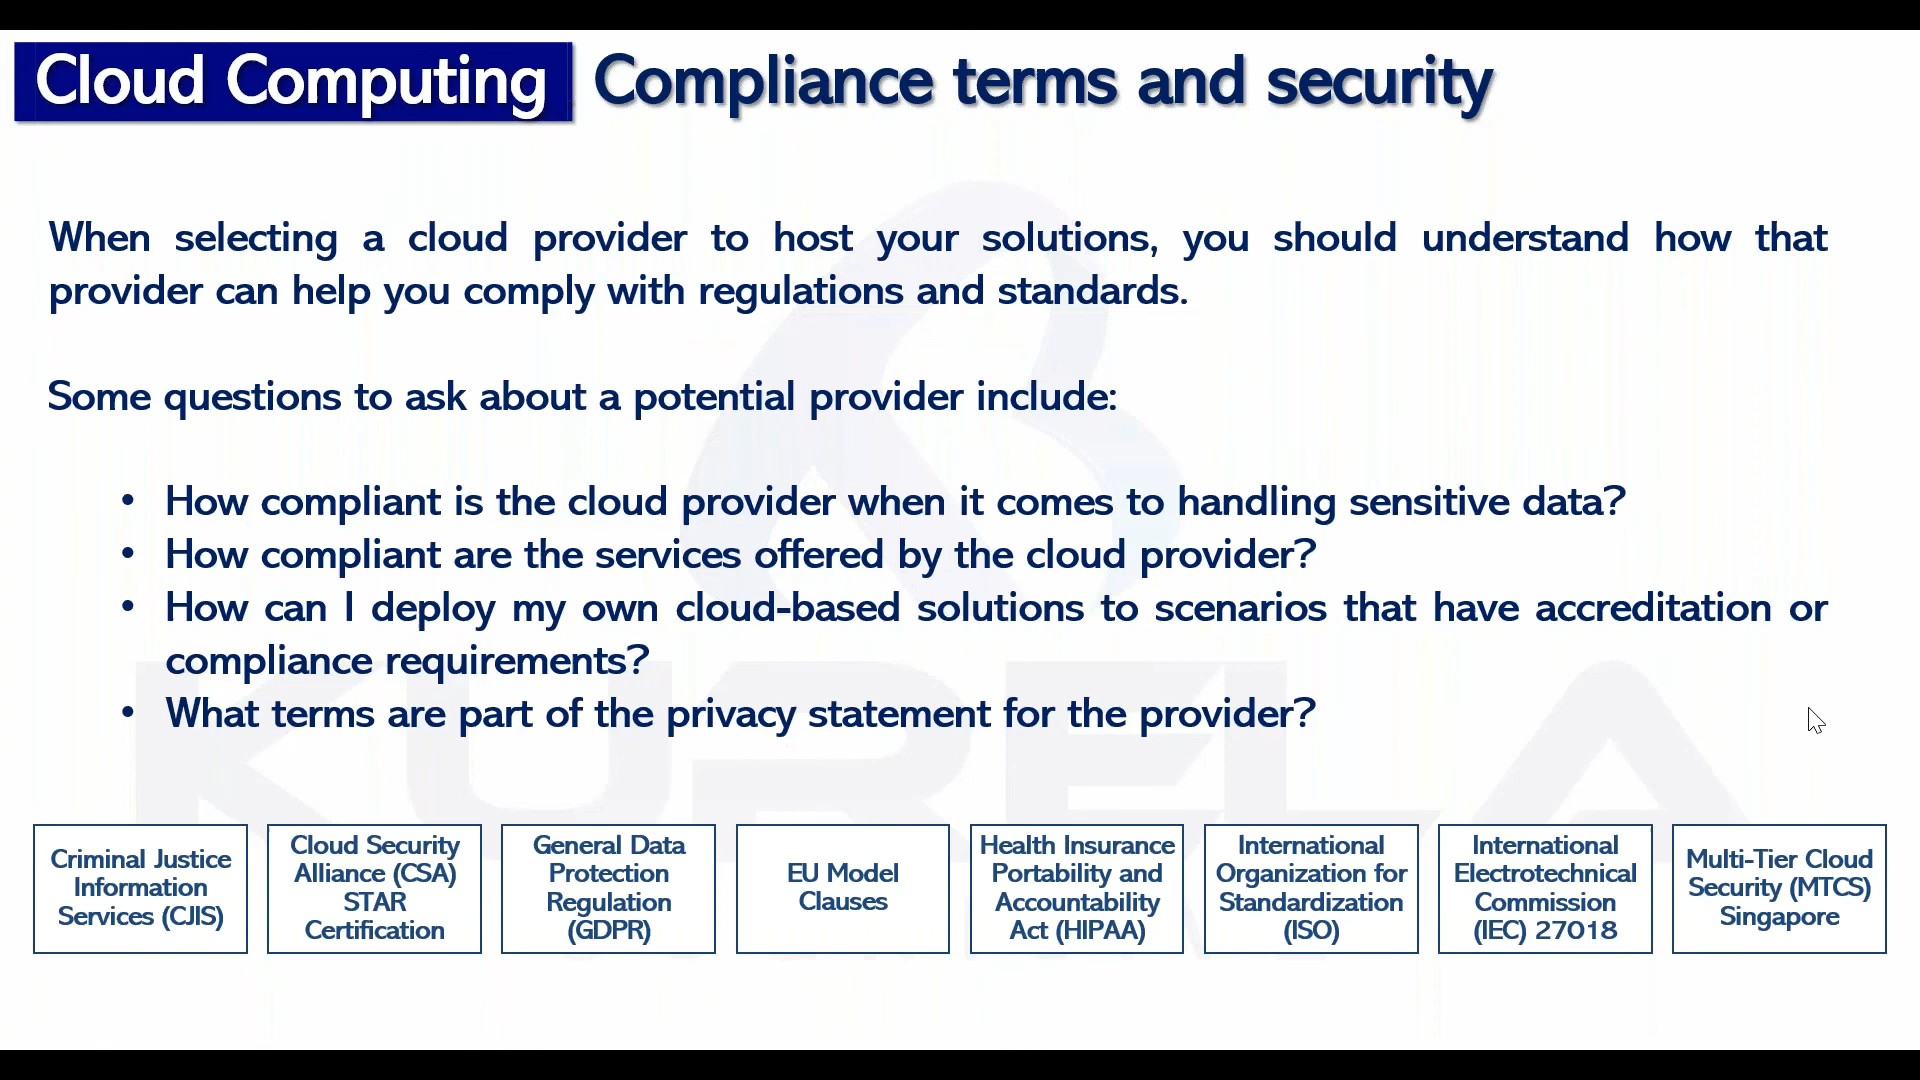 Cloud Computing Compliance terms and security
When selecting a cloud provider to host your solutions, you should understand how that
provider can help you comply with regulations and standards.
Some questions to ask about a potential provider include:
• How compliant is the cloud provider when it comes to handling sensitive data?
• How compliant are the services offered by the cloud provider?
• How can I deploy my own cloud-based solutions to scenarios that have accreditation or
compliance requirements?
• What terms are part of the privacy statement for the provider?
KURELA
Criminal Justice
Information
Services (CJIS)
Cloud Security
Alliance (CSA)
STAR
Certification
General Data
Protection
Regulation
(GDPR)
EU Model
Clauses
Health Insurance
Portability and
Accountability
Act (HIPAA)
International
Organization for
Standardization
(ISO)
International
Electrotechnical
Commission
(IEC) 27018
Multi-Tier Cloud
Security (MTCS)
Singapore